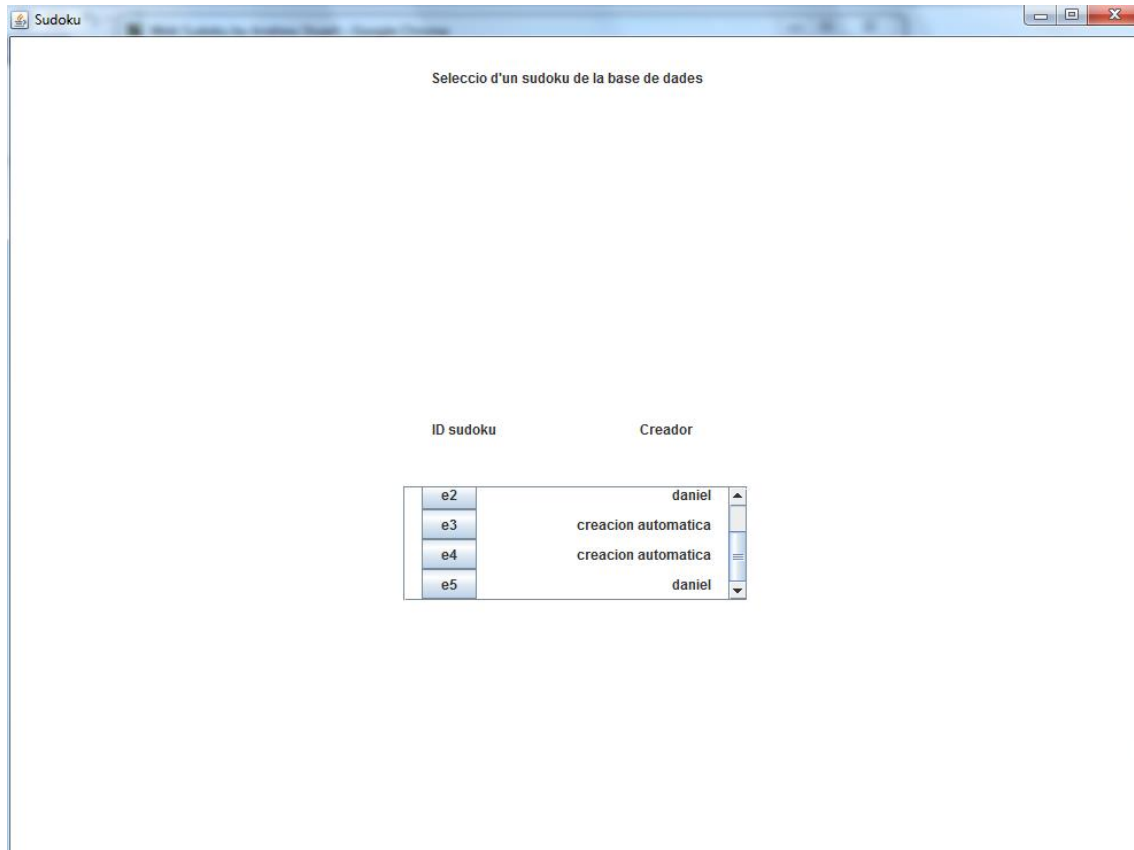 Sudoku
Seleccio d'un sudoku de la base de dades
ID sudoku Creador
e2 daniel
e3 creacion automatica
e4 creacion automatica
e5 daniel